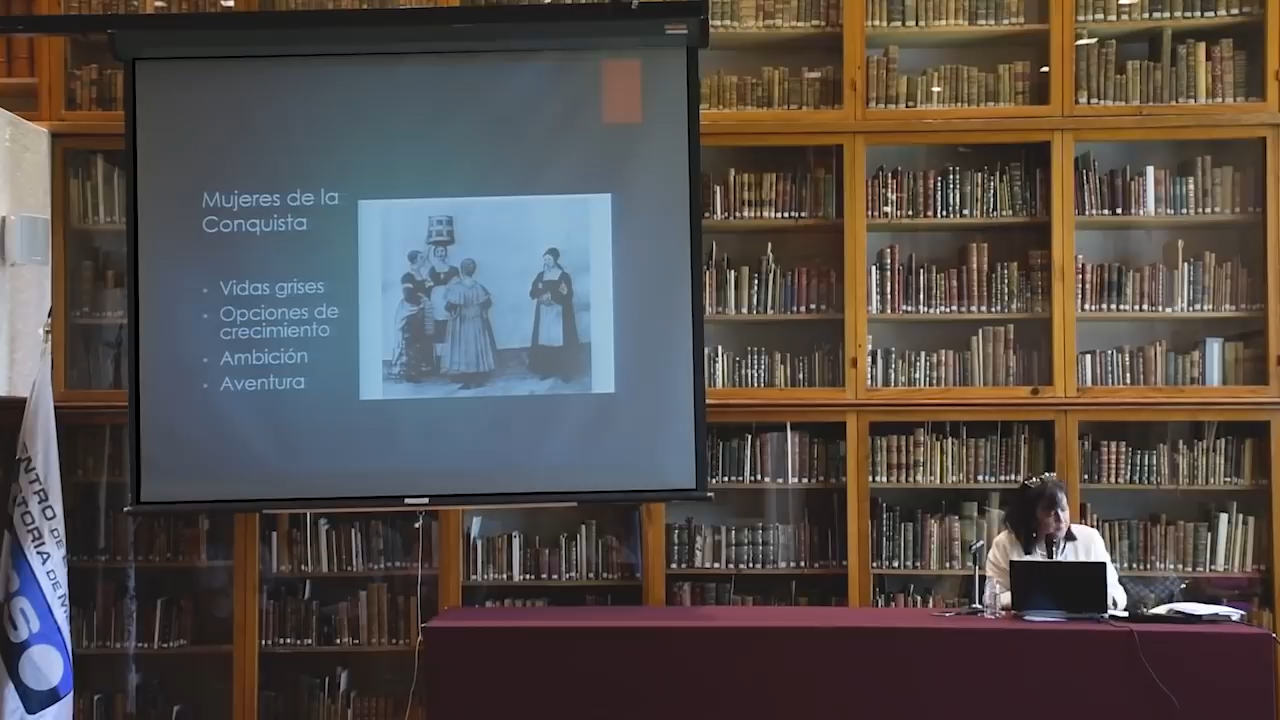 Mujeres de la
Conquista
Vidas grises
Opciones de
crecimiento
Ambición
Aventura